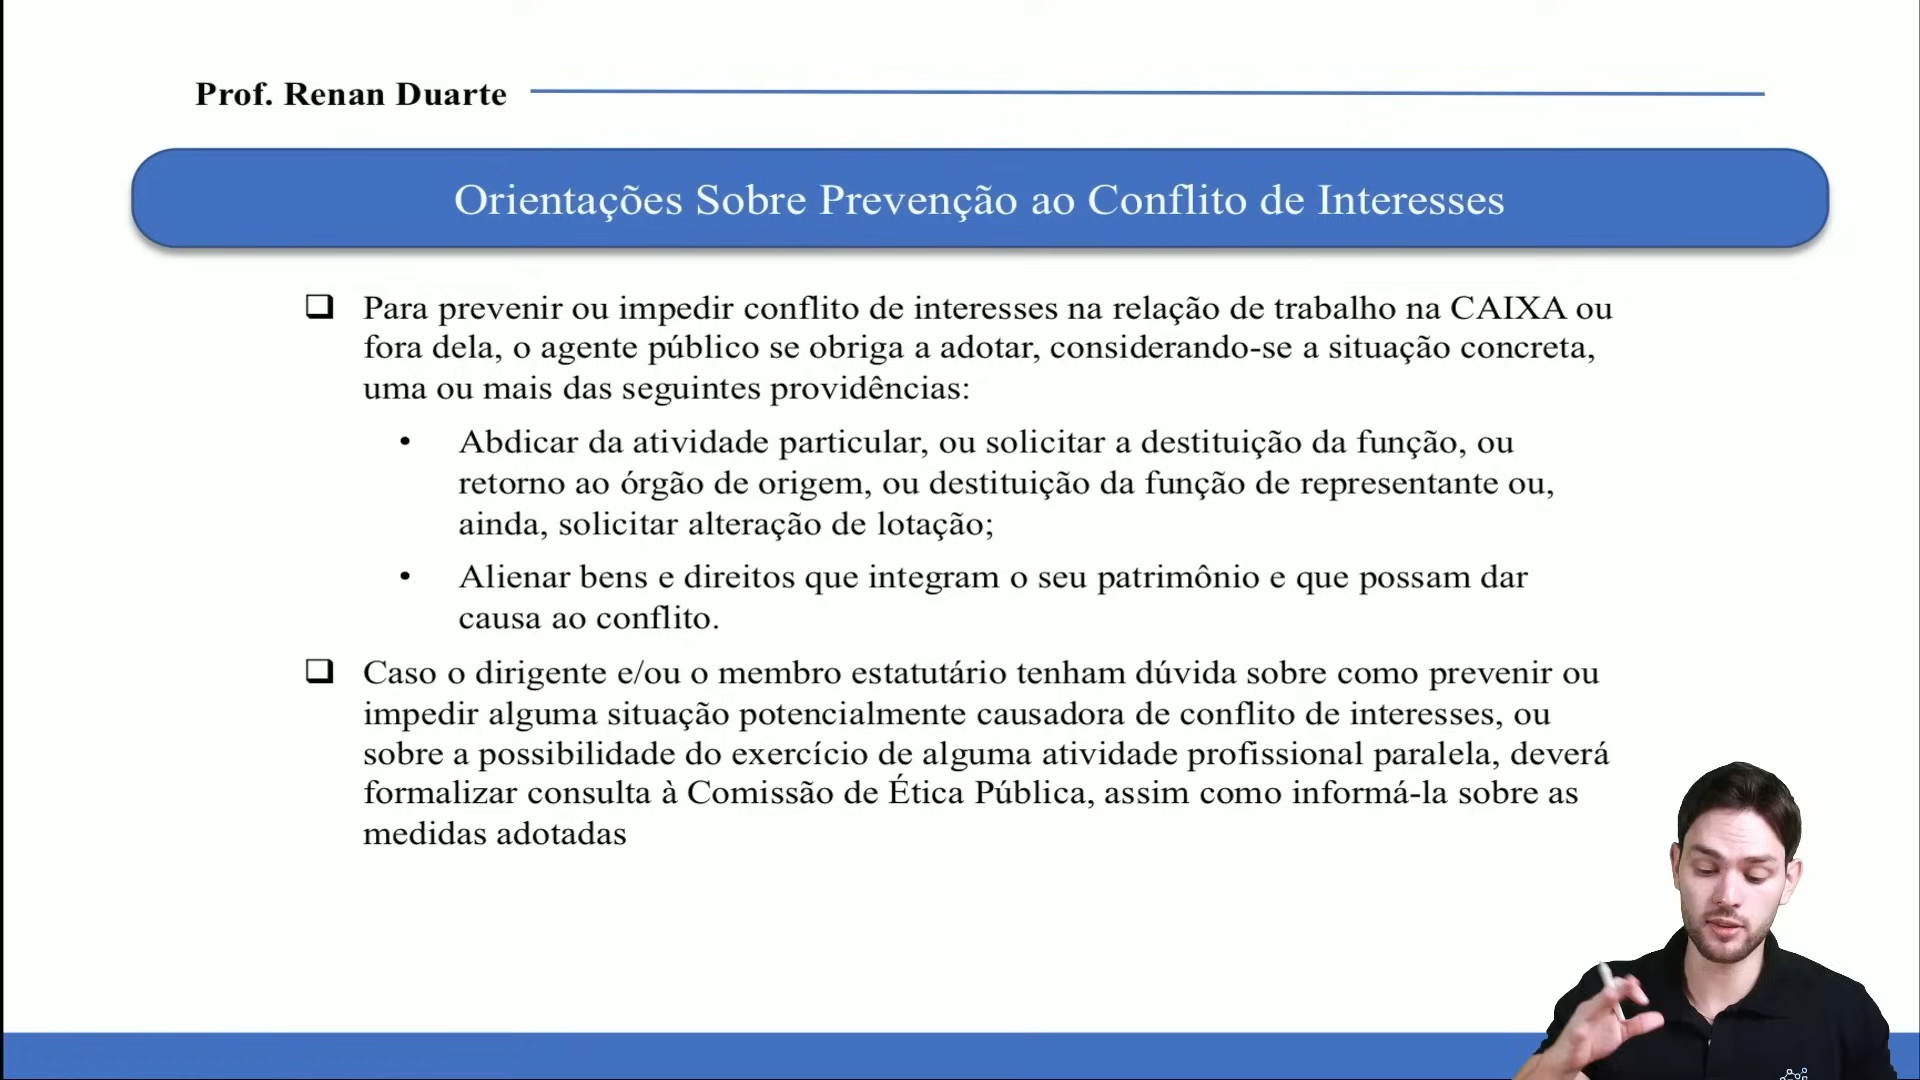 Prof. Renan Duarte
Orientações Sobre Prevenção ao Conflito de Interesses
Para prevenir ou impedir conflito de interesses na relação de trabalho na CAIXA ou
fora dela, o agente público se obriga a adotar, considerando-se a situação concreta,
uma ou mais das seguintes providências:
• Abdicar da atividade particular, ou solicitar a destituição da função, ou
retorno ao órgão de origem, ou destituição da função de representante ou,
ainda, solicitar alteração de lotação;
• Alienar bens e direitos que integram o seu patrimônio e que possam dar
causa ao conflito.
Caso o dirigente e/ou o membro estatutário tenham dúvida sobre como prevenir ou
impedir alguma situação potencialmente causadora de conflito de interesses, ou
sobre a possibilidade do exercício de alguma atividade profissional paralela, deverá
formalizar consulta à Comissão de Ética Pública, assim como informá-la sobre as
medidas adotadas